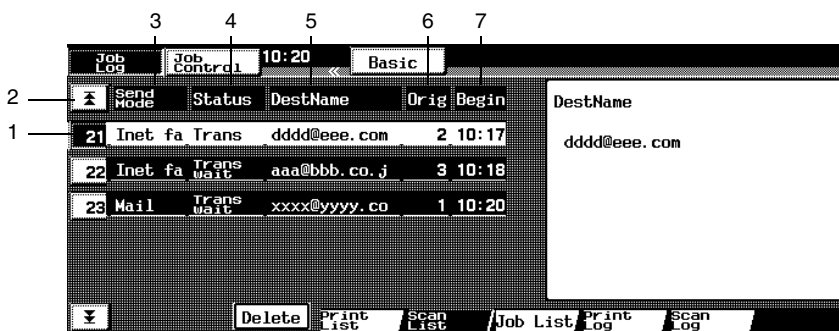 3 4 5 6 7
Job Log Job Control 10:20 Basic
2 Send Mode Status DestName Orig Begin DestName
1 21 Inet fa Trans dddd@eee.com 2 10:17 dddd@eee.com
22 Inet fa Trans wait aaa@bbb.co.j 3 10:18
23 Mail Trans wait xxxx@yyyy.co 1 10:20
Delete Print List Scan List Job List Print Log Scan Log